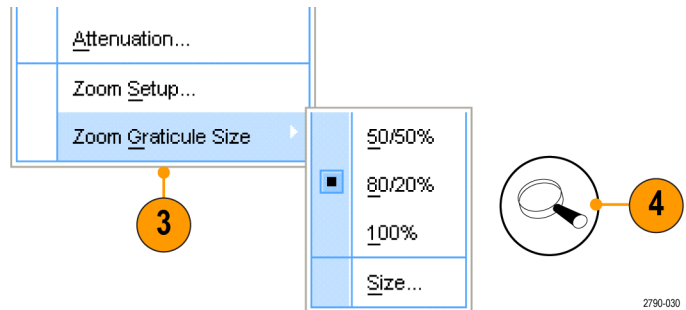 Attenuation...
Zoom Setup...
Zoom Graticule Size
50/50%
80/20%
100%
Size...
3
4
2790-030